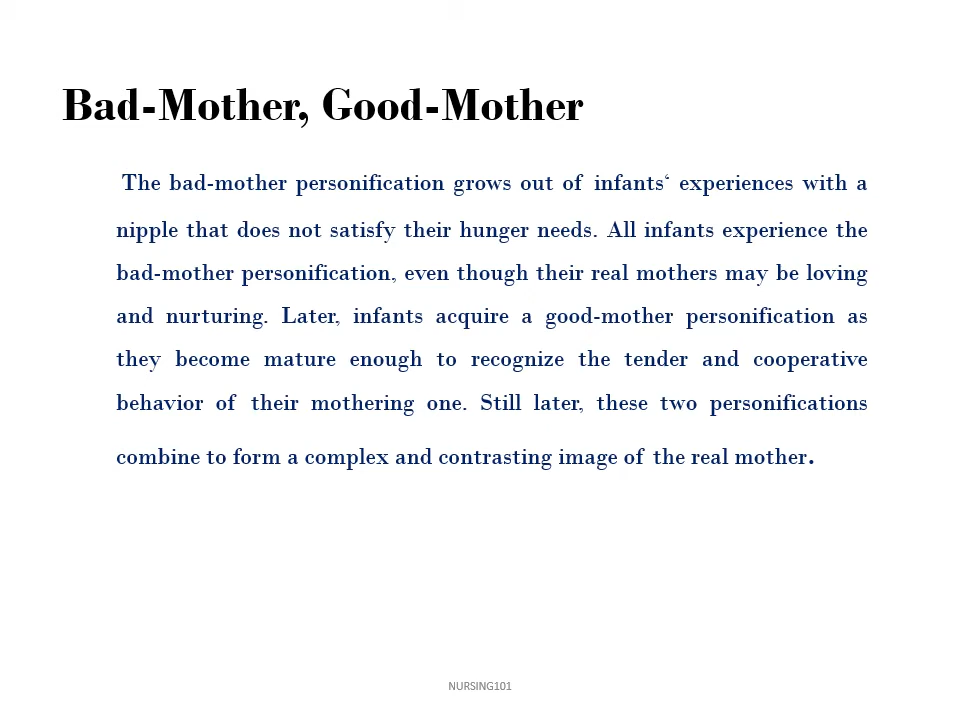 Bad-Mother, Good-Mother
The bad-mother personification grows out of infants‘ experiences with a
nipple that does not satisfy their hunger needs. All infants experience the
bad-mother personification, even though their real mothers may be loving
and nurturing. Later, infants acquire a good-mother personification as
they become mature enough to recognize the tender and cooperative
behavior of their mothering one. Still later, these two personifications
combine to form a complex and contrasting image of the real mother.
NURSING101